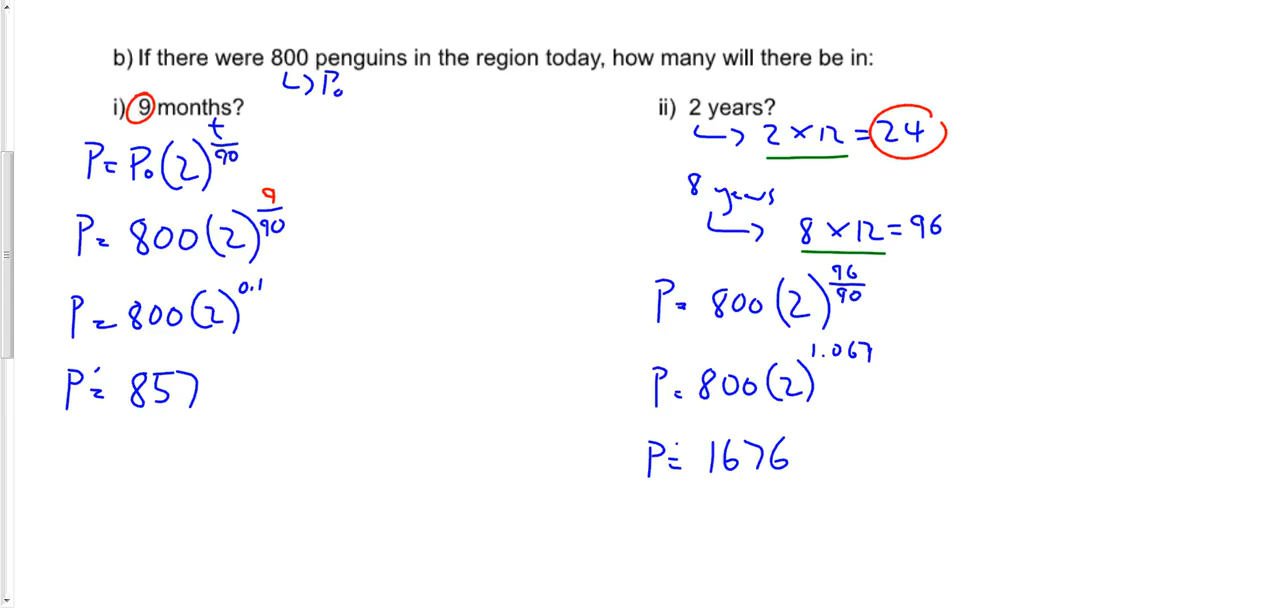 b) If there were 800 penguins in the region today, how many will there be in:
↳ P₀
i) 9 months?
P = P₀(2)^(t/90)
P = 800(2)^(9/90)
P = 800(2)^0.1
P ≐ 857
ii) 2 years?
↳ 2 × 12 = 24
8 years
↳ 8 × 12 = 96
P = 800(2)^(96/90)
P = 800(2)^1.067
P ≐ 1676